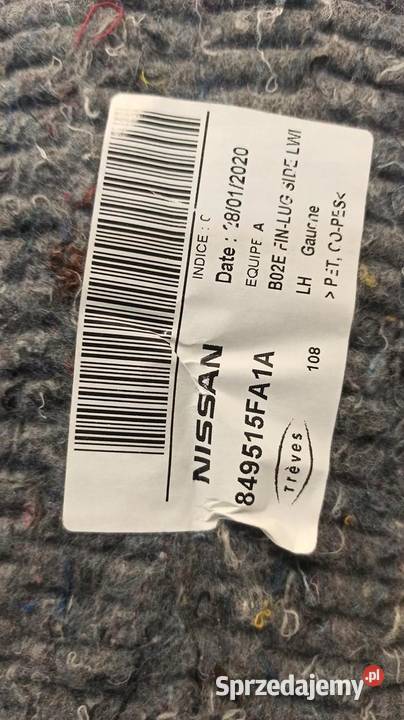 INDICE : C
Date : 28/01/2020
EQUIPE A
B02E FIN-LUG SIDE LWI
LH Gauche
> PET, CO-PES<
NISSAN
849515FA1A
108
Trèves
Sprzedajemy.pl